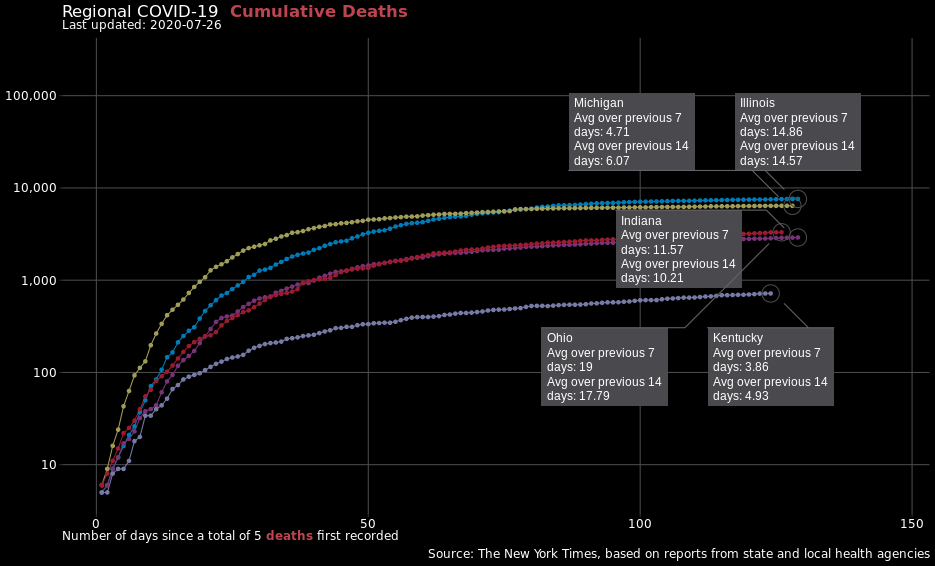 Regional COVID-19 Cumulative Deaths
Last updated: 2020-07-26
100,000
10,000
1,000
100
10
Michigan
Avg over previous 7
days: 4.71
Avg over previous 14
days: 6.07
Illinois
Avg over previous 7
days: 14.86
Avg over previous 14
days: 14.57
Indiana
Avg over previous 7
days: 11.57
Avg over previous 14
days: 10.21
Ohio
Avg over previous 7
days: 19
Avg over previous 14
days: 17.79
Kentucky
Avg over previous 7
days: 3.86
Avg over previous 14
days: 4.93
0 50 100 150
Number of days since a total of 5 deaths first recorded
Source: The New York Times, based on reports from state and local health agencies